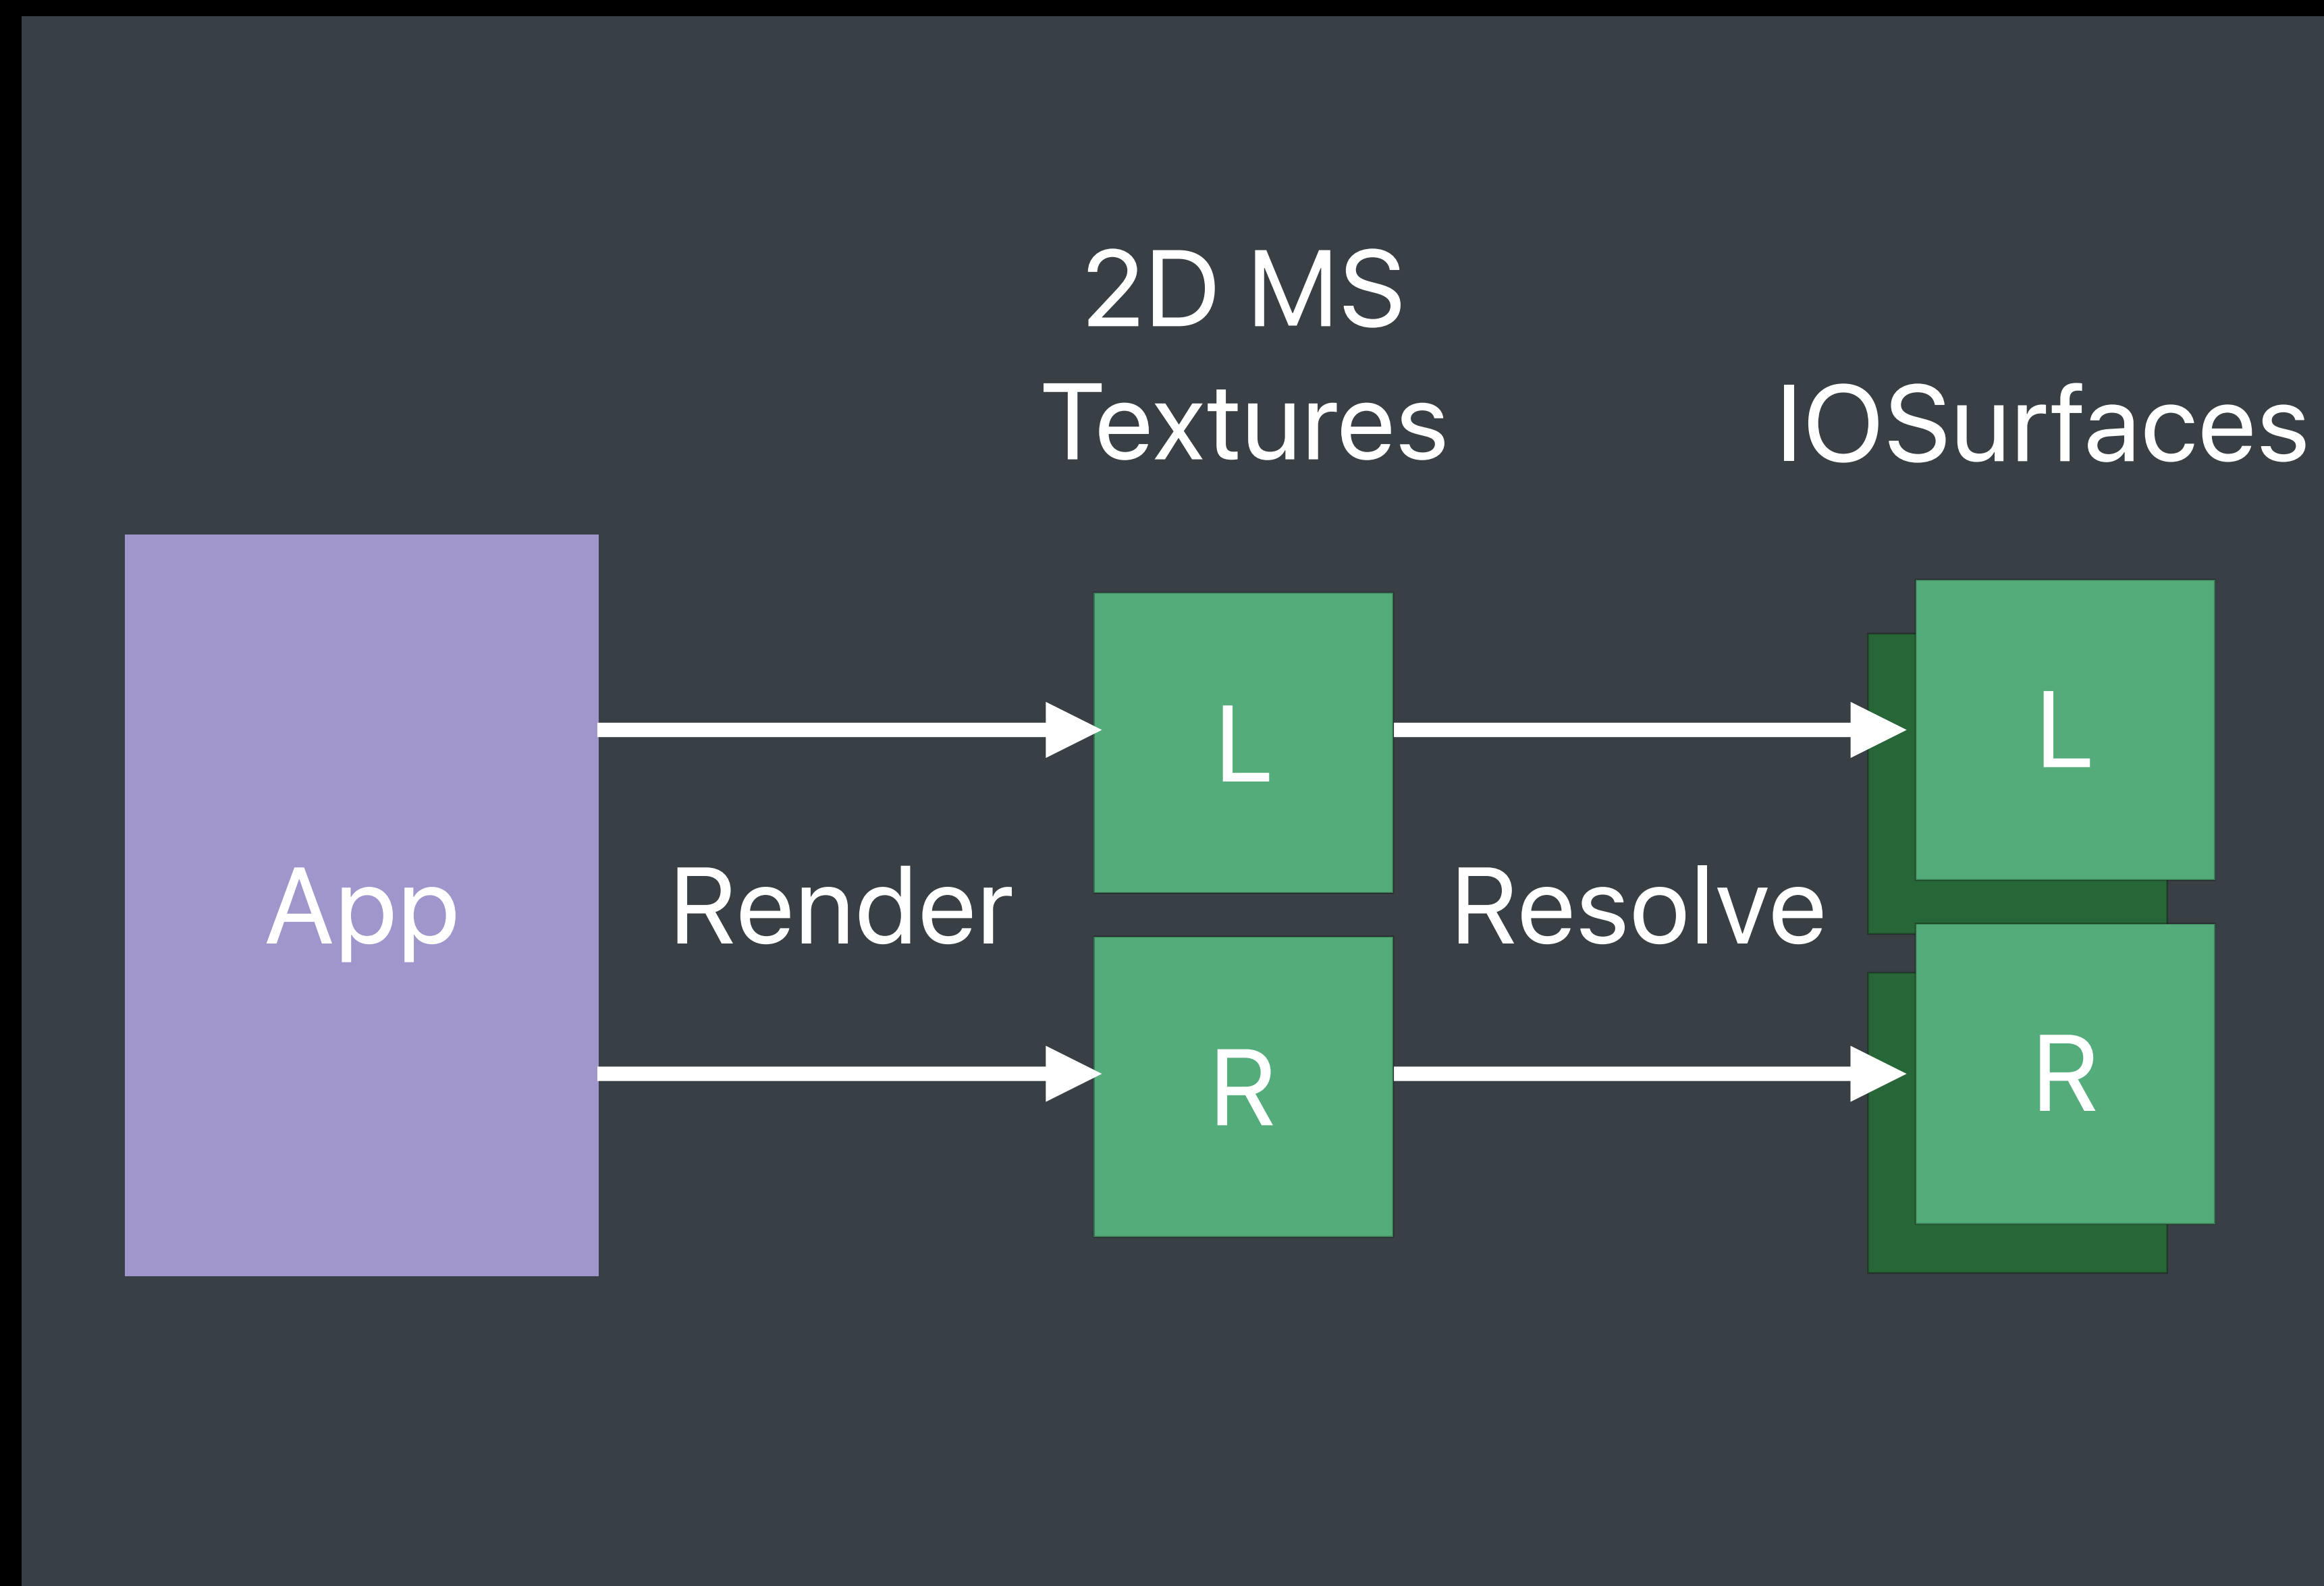 2D MS
Textures
IOSurfaces
App
Render
Resolve
L
L
R
R